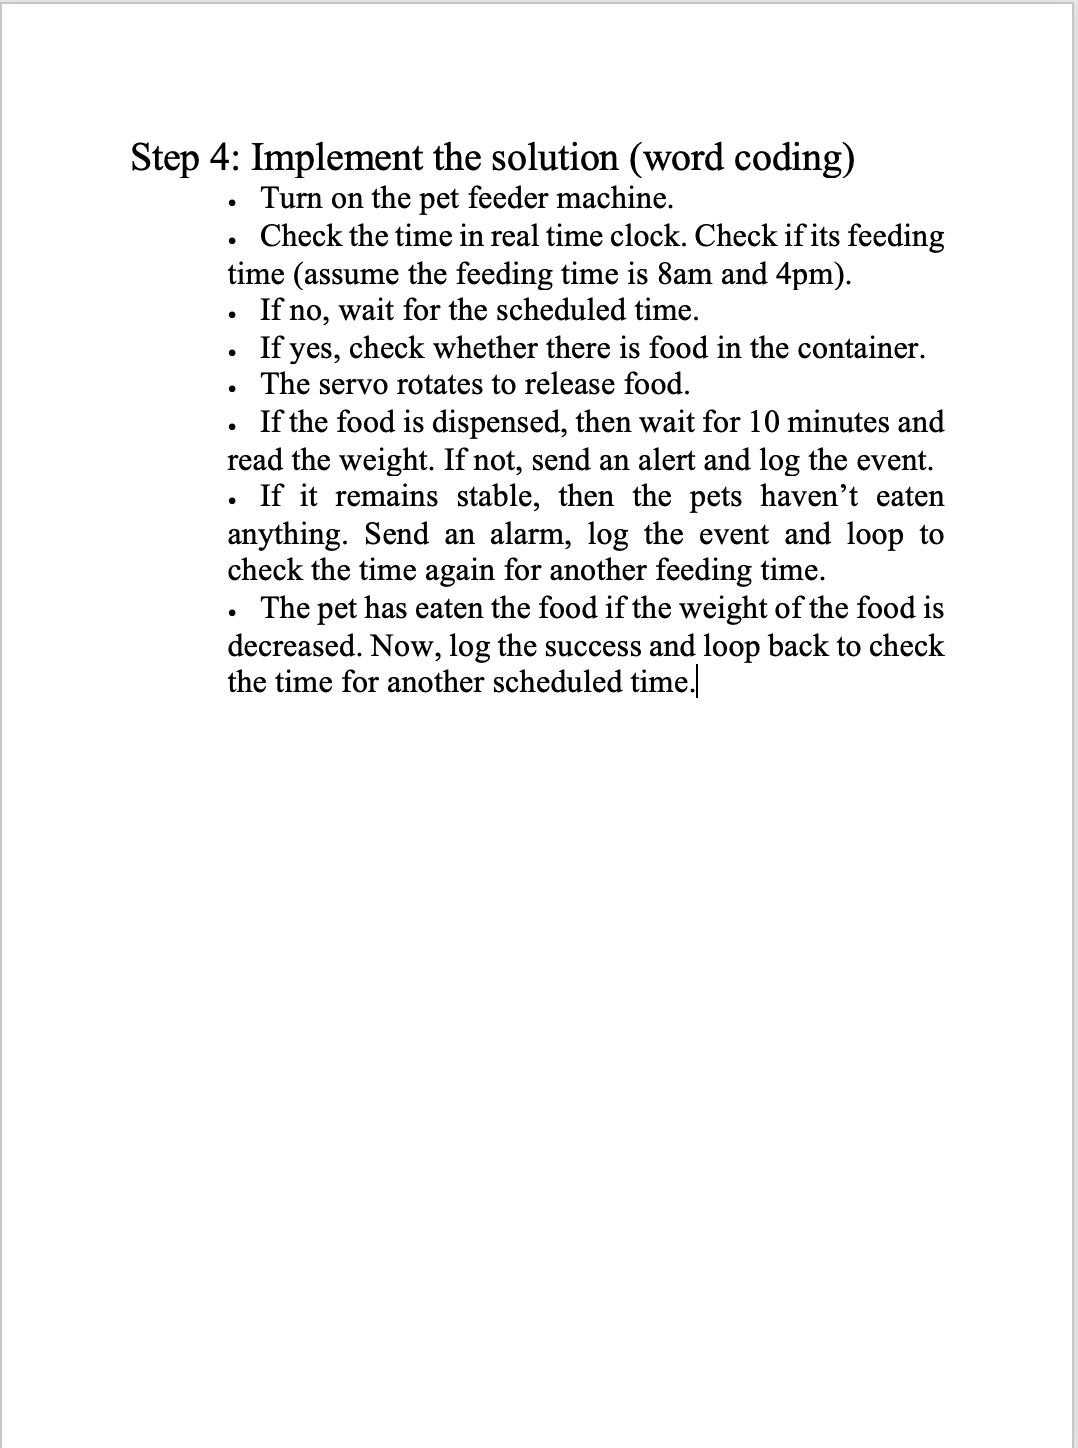 Step 4: Implement the solution (word coding)
• Turn on the pet feeder machine.
• Check the time in real time clock. Check if its feeding
time (assume the feeding time is 8am and 4pm).
• If no, wait for the scheduled time.
• If yes, check whether there is food in the container.
• The servo rotates to release food.
• If the food is dispensed, then wait for 10 minutes and
read the weight. If not, send an alert and log the event.
• If it remains stable, then the pets haven’t eaten
anything. Send an alarm, log the event and loop to
check the time again for another feeding time.
• The pet has eaten the food if the weight of the food is
decreased. Now, log the success and loop back to check
the time for another scheduled time.